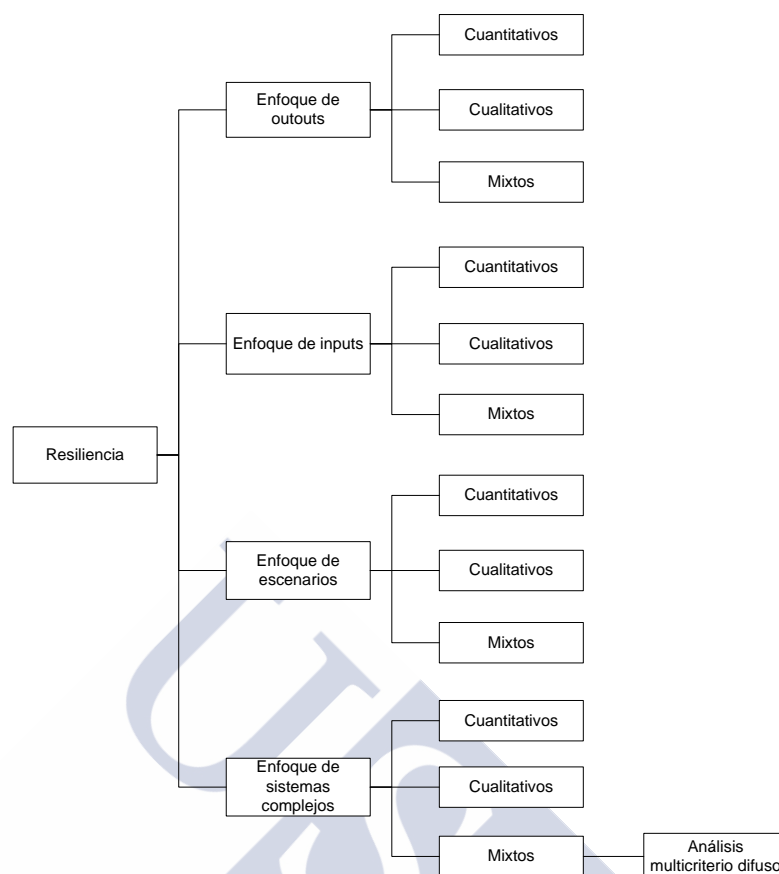 Cuantitativos
Enfoque de
outouts
Cualitativos
Mixtos
Cuantitativos
Enfoque de inputs
Cualitativos
Mixtos
Resiliencia
Cuantitativos
Enfoque de
escenarios
Cualitativos
Mixtos
Cuantitativos
Enfoque de
sistemas
complejos
Cualitativos
Mixtos
Análisis
multicriterio difuso